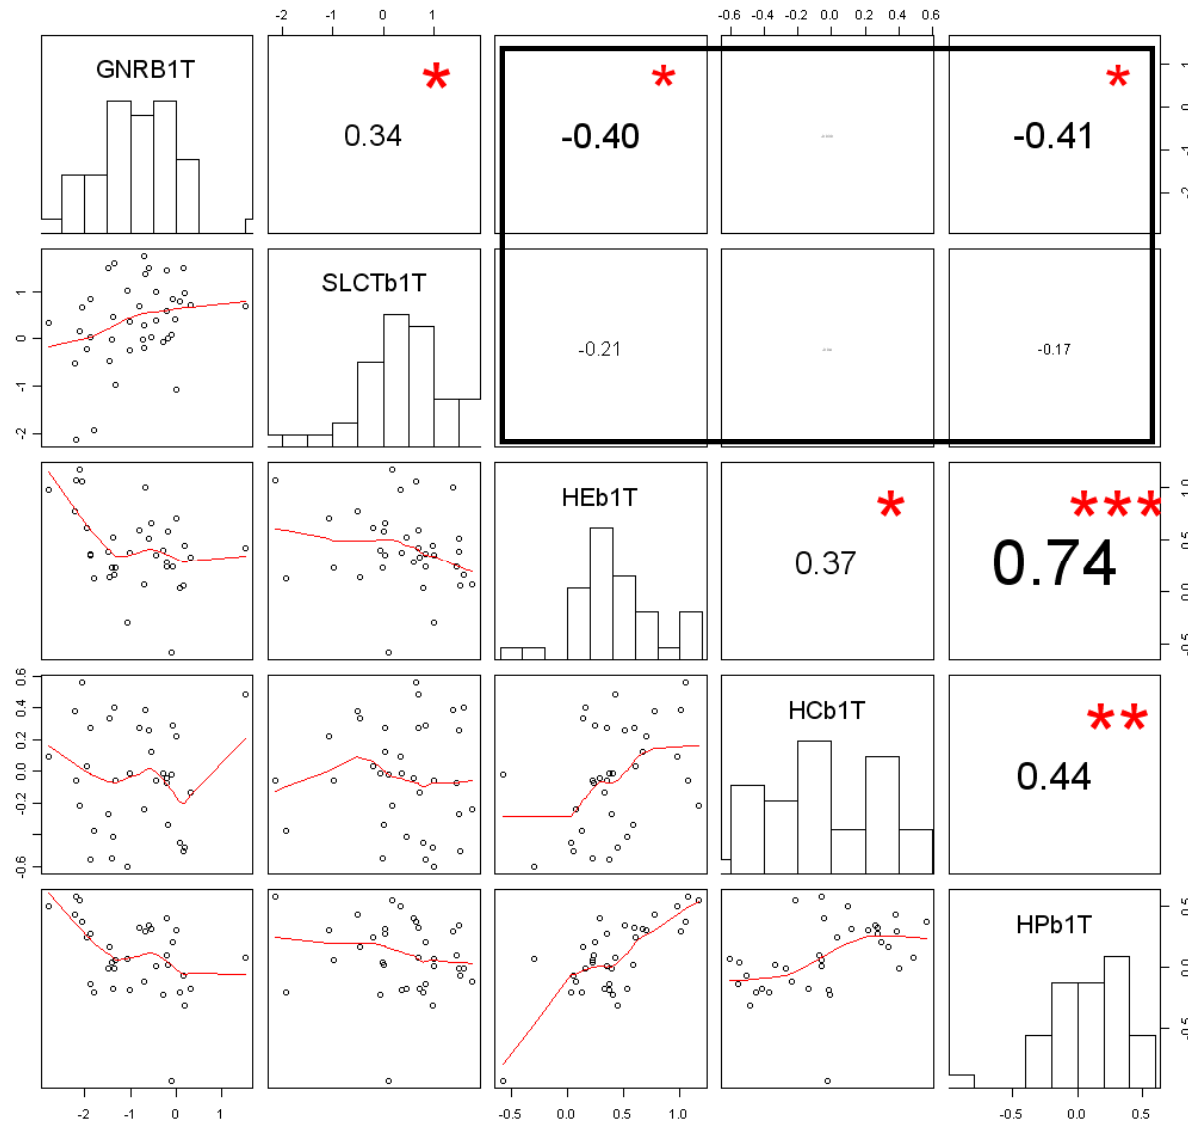 -2 -1 0 1 -0.6 -0.4 -0.2 0.0 0.2 0.4 0.6
GNRB1T * 0.34 * -0.40 * -0.41 1 0 -1 -2
1 0 -1 -2 SLCTb1T -0.21 -0.17
HEb1T * 0.37 *** 0.74 1.0 0.5 0.0 -0.5
0.6 0.4 0.2 0.0 -0.2 -0.6 HCb1T ** 0.44
HPb1T 0.5 0.0 -0.5
-2 -1 0 1 -0.5 0.0 0.5 1.0 -0.5 0.0 0.5